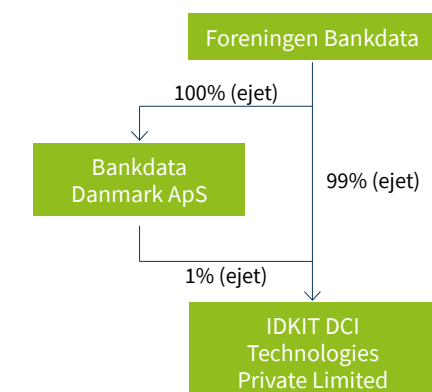 Foreningen Bankdata
100% (ejet)
Bankdata
Danmark ApS
99% (ejet)
1% (ejet)
IDKIT DCI
Technologies
Private Limited